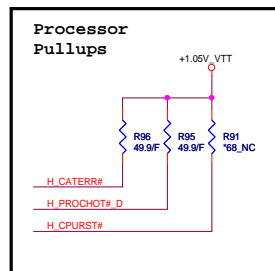 Processor
Pullups
+1.05V_VTT
R96
49.9/F
R95
49.9/F
R91
*68_NC
H_CATERR#
H_PROCHOT#_D
H_CPURST#